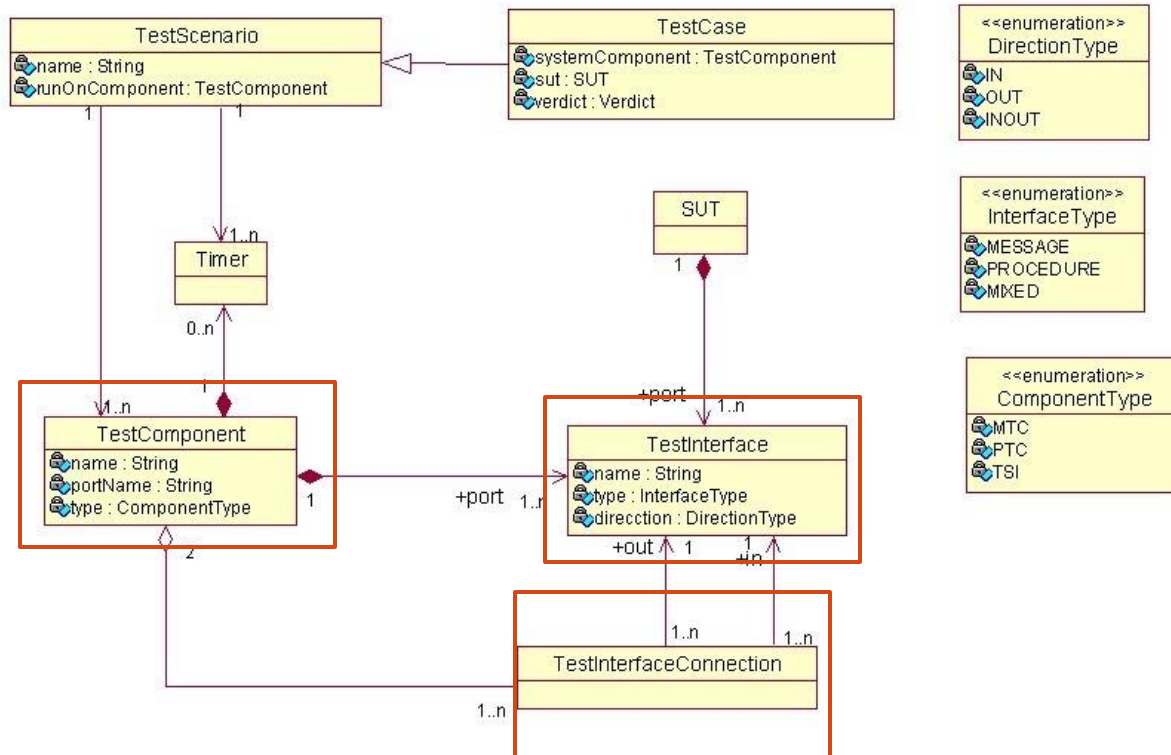 TestScenario
name : String
runOnComponent : TestComponent
TestCase
systemComponent : TestComponent
sut : SUT
verdict : Verdict
<<enumeration>>
DirectionType
IN
OUT
INOUT
1
1
1..n
Timer
0..n
1
1..n
SUT
1
+port
1..n
<<enumeration>>
InterfaceType
MESSAGE
PROCEDURE
MIXED
<<enumeration>>
ComponentType
MTC
PTC
TSI
TestComponent
name : String
portName : String
type : ComponentType
1
+port
1..n
TestInterface
name : String
type : InterfaceType
direcction : DirectionType
2
+out
1
1
+in
1..n
1..n
TestInterfaceConnection
1..n